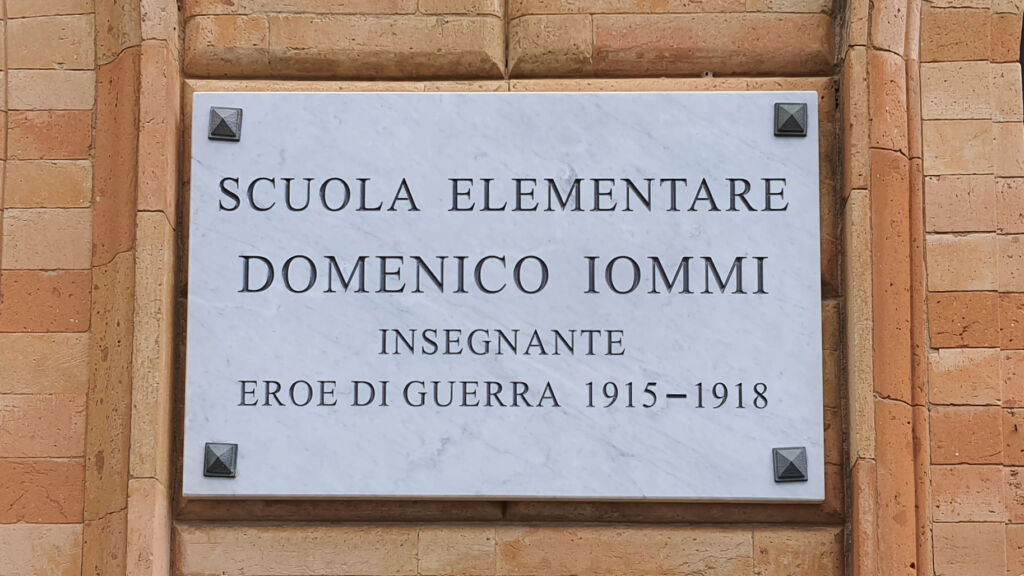 SCUOLA ELEMENTARE
DOMENICO IOMMI
INSEGNANTE
EROE DI GUERRA 1915–1918